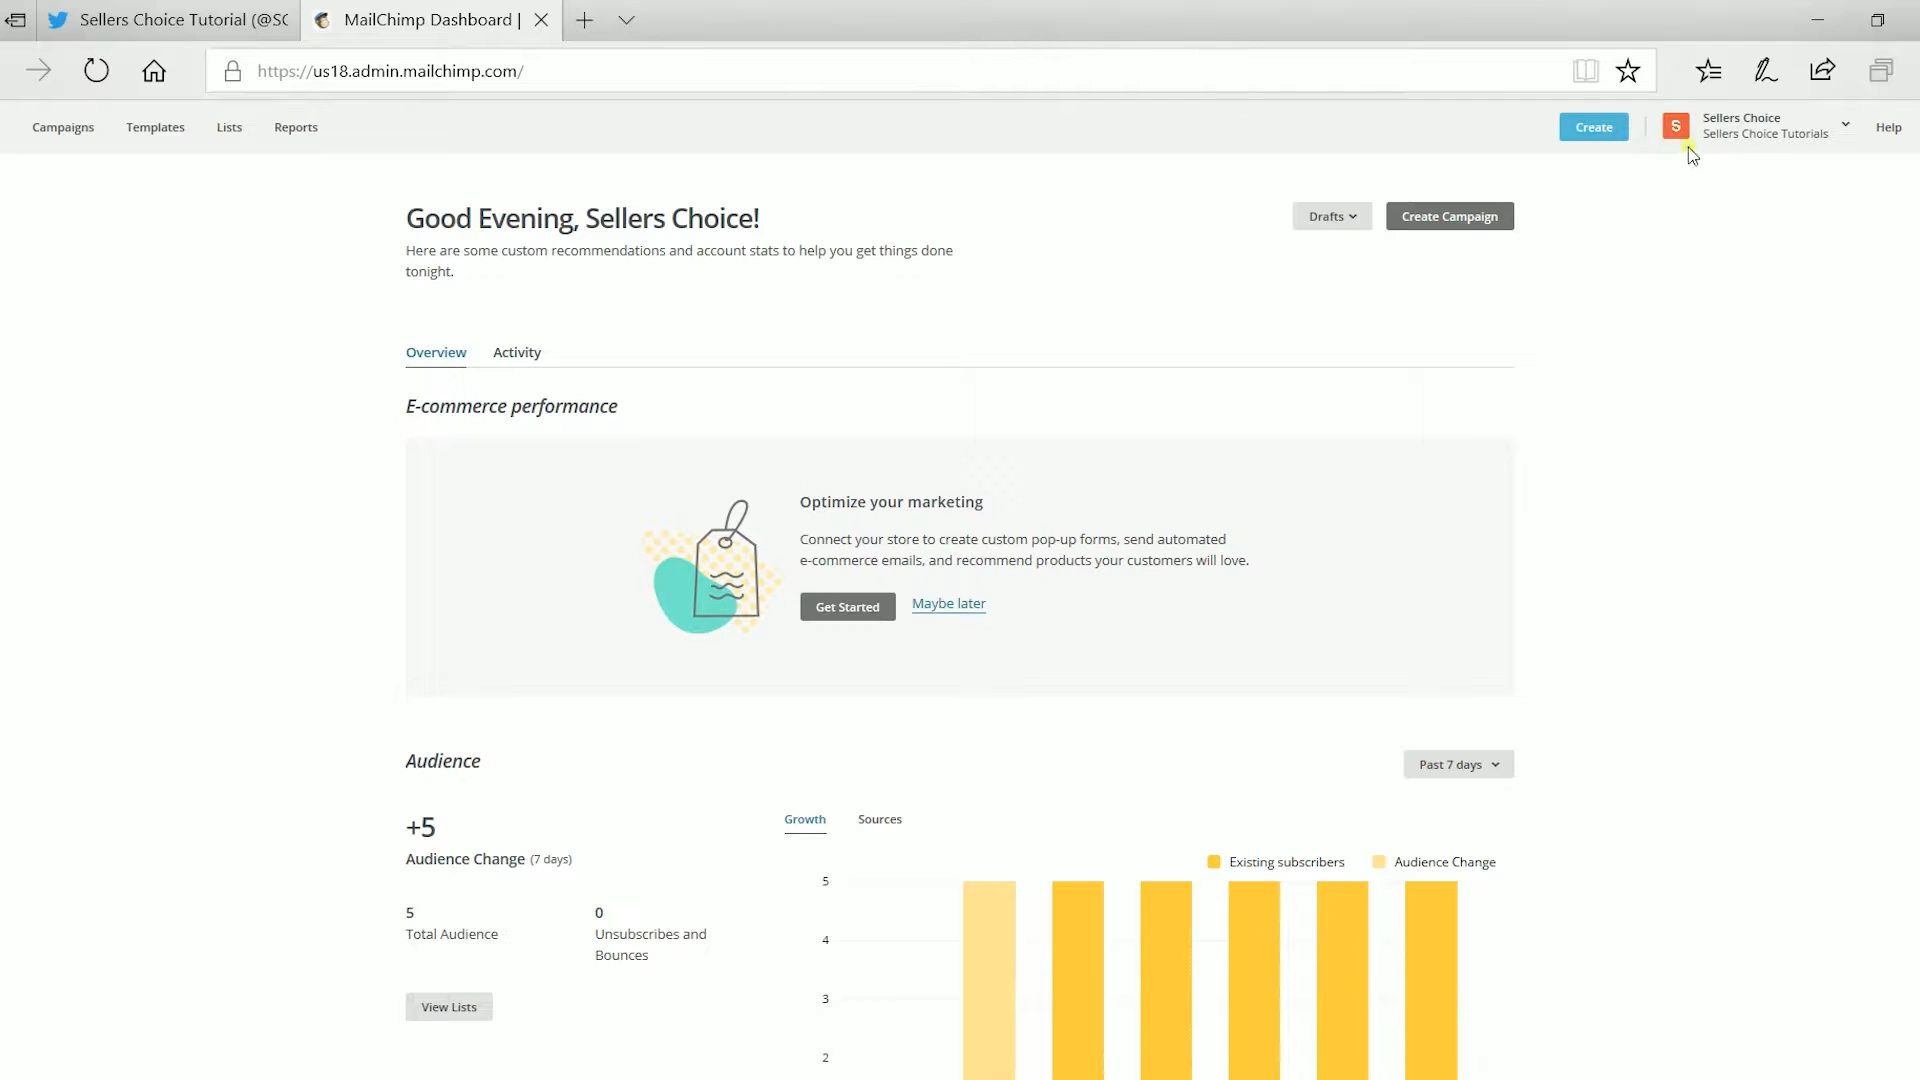 Sellers Choice Tutorial (@SC
MailChimp Dashboard |
https://us18.admin.mailchimp.com/
Campaigns Templates Lists Reports
Create
S
Sellers Choice
Sellers Choice Tutorials
Help
Good Evening, Sellers Choice!
Drafts
Create Campaign
Here are some custom recommendations and account stats to help you get things done
tonight.
Overview Activity
E-commerce performance
Optimize your marketing
Connect your store to create custom pop-up forms, send automated
e-commerce emails, and recommend products your customers will love.
Get Started Maybe later
Audience
Past 7 days
+5
Audience Change (7 days)
5
Total Audience
0
Unsubscribes and
Bounces
View Lists
Growth Sources
Existing subscribers Audience Change
5
4
3
2